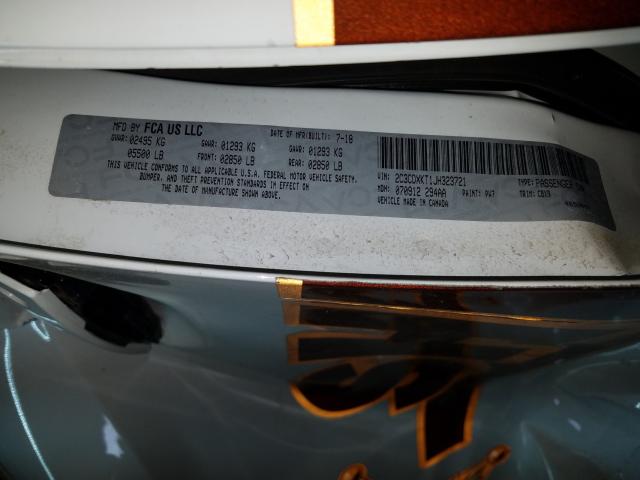 MFD BY FCA US LLC
DATE OF MFR(BUILT): 7-18
GVWR: 02495 KG GAWR: 01293 KG GAWR: 01293 KG
05500 LB FRONT: 02850 LB REAR: 02850 LB
THIS VEHICLE CONFORMS TO ALL APPLICABLE U.S.A. FEDERAL MOTOR VEHICLE SAFETY,
BUMPER, AND THEFT PREVENTION STANDARDS IN EFFECT ON
THE DATE OF MANUFACTURE SHOWN ABOVE.
VIN: 2C3CDXKT1JH323721 TYPE: PASSENGER CAR
MDH: 070912 294AA PAINT: PW7 TRIM: C8X9
VEHICLE MADE IN CANADA